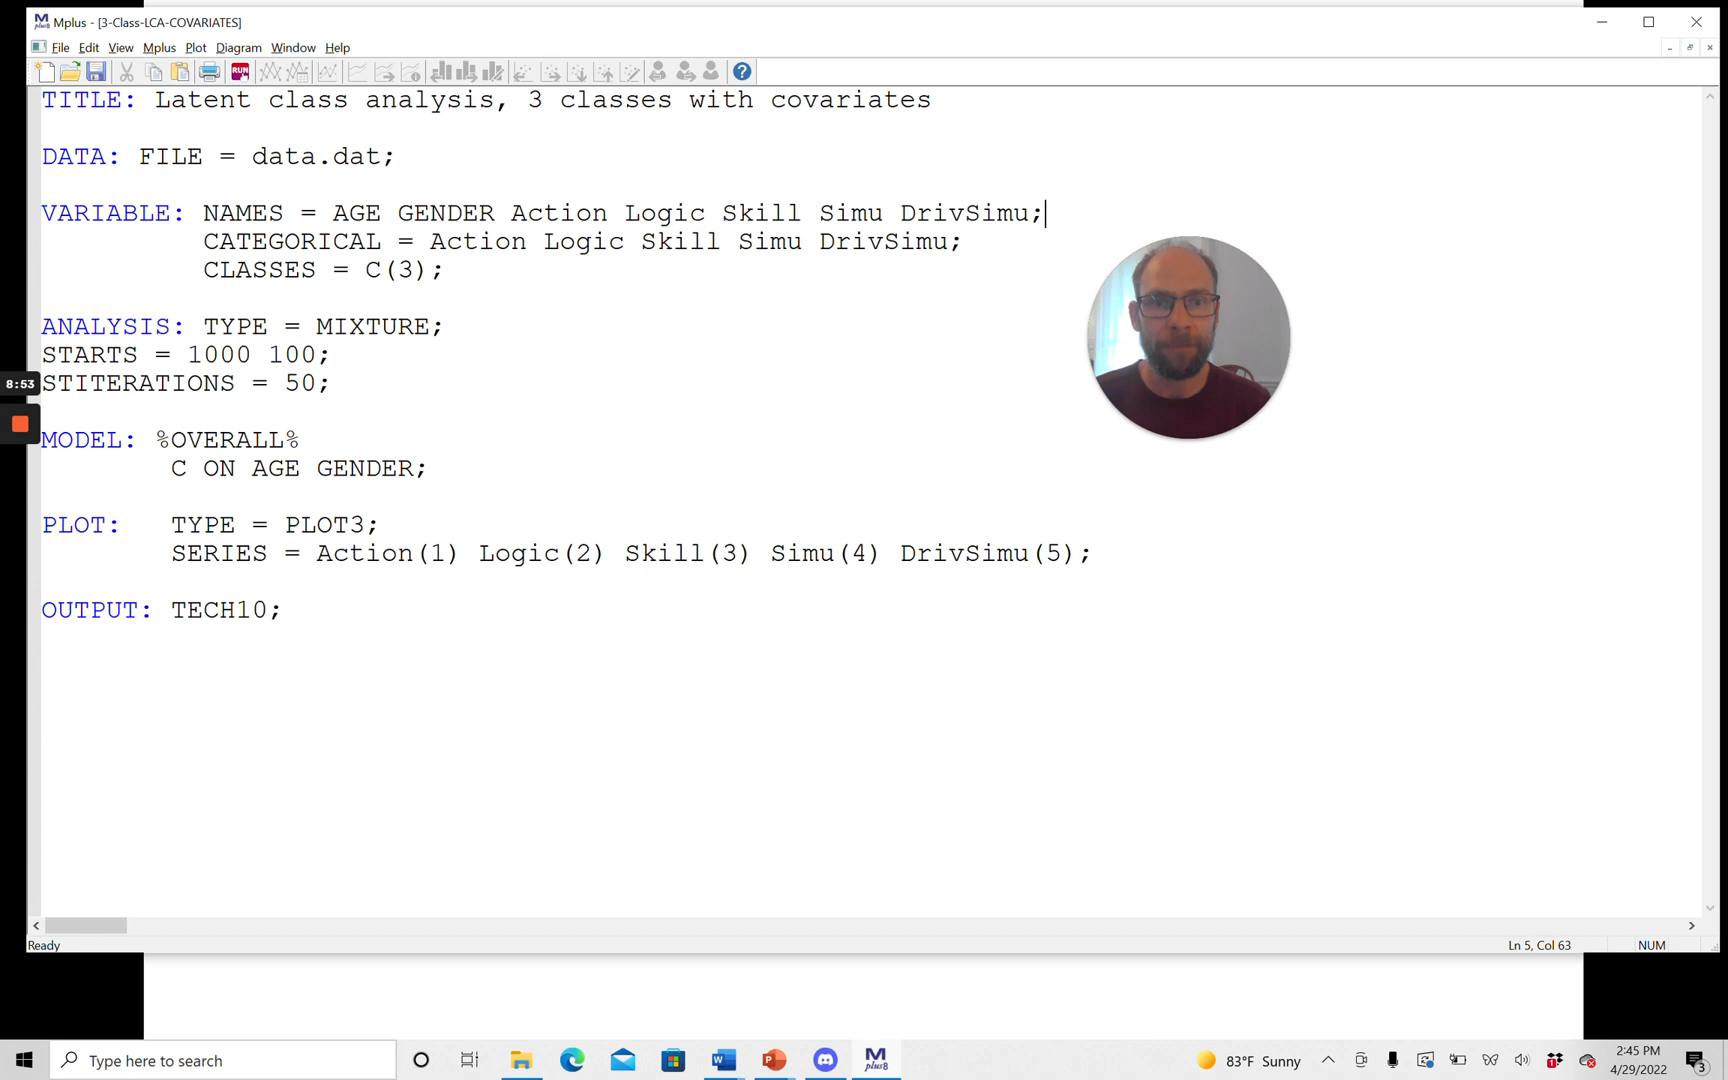 Mplus - [3-Class-LCA-COVARIATES]
File Edit View Mplus Plot Diagram Window Help
RUN
TITLE: Latent class analysis, 3 classes with covariates
DATA: FILE = data.dat;
VARIABLE: NAMES = AGE GENDER Action Logic Skill Simu DrivSimu;
CATEGORICAL = Action Logic Skill Simu DrivSimu;
CLASSES = C(3);
ANALYSIS: TYPE = MIXTURE;
STARTS = 1000 100;
8:53
STITERATIONS = 50;
MODEL: %OVERALL%
C ON AGE GENDER;
PLOT: TYPE = PLOT3;
SERIES = Action(1) Logic(2) Skill(3) Simu(4) DrivSimu(5);
OUTPUT: TECH10;
Ready
Ln 5, Col 63
NUM
Type here to search
83°F Sunny
2:45 PM
4/29/2022
3